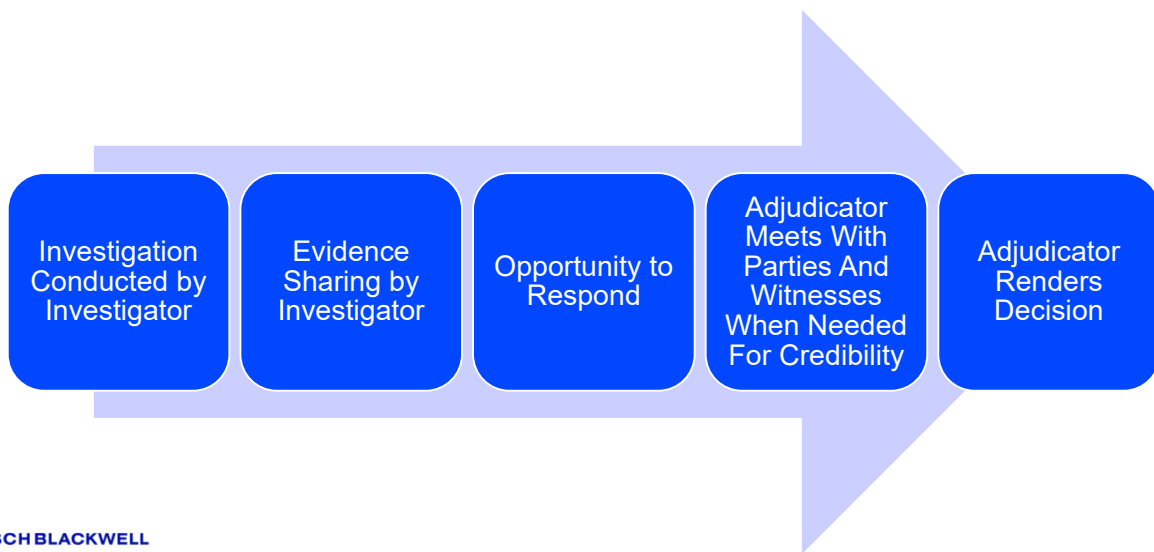 Investigation
Conducted by
Investigator
Evidence
Sharing by
Investigator
Opportunity to
Respond
Adjudicator
Meets With
Parties And
Witnesses
When Needed
For Credibility
Adjudicator
Renders
Decision
SCH BLACKWELL